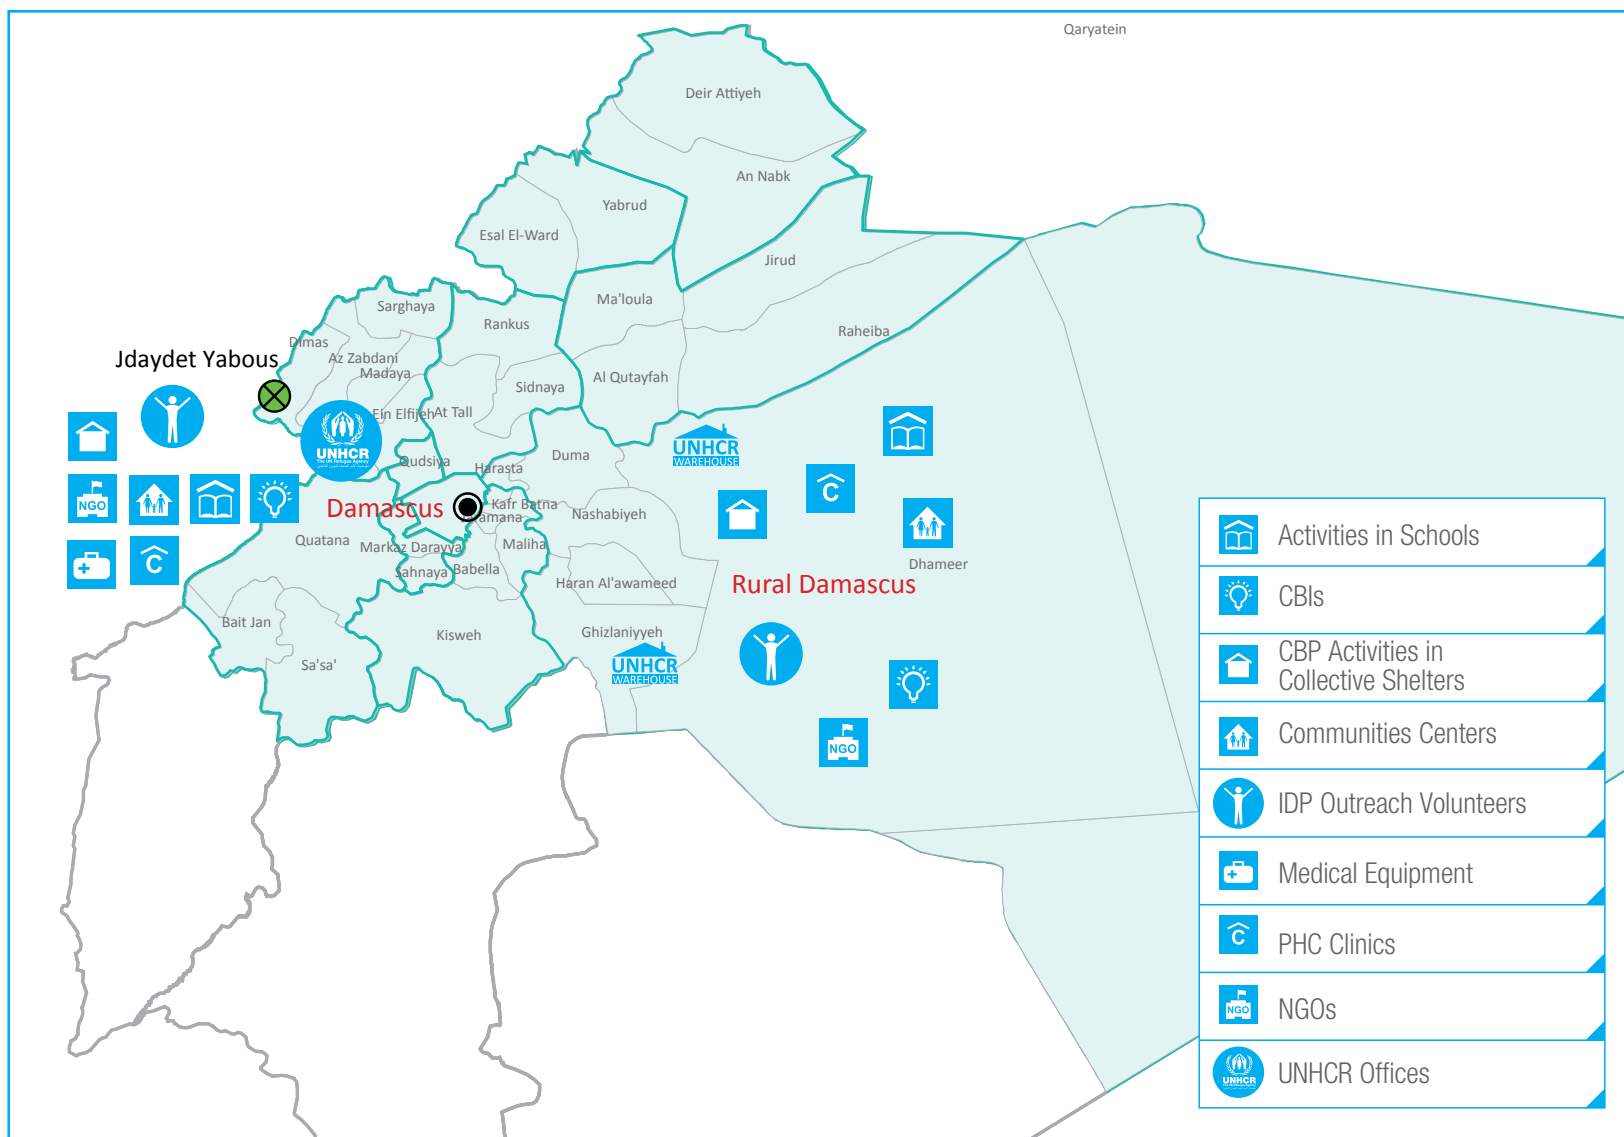 Qaryatein
Deir Attiyeh
An Nabk
Yabrud
Esal El-Ward
Jirud
Ma'loula
Sarghaya
Rankus
Raheiba
Dimas
Jdaydet Yabous
Az Zabdani
Madaya
Al Qutayfah
Sidnaya
Ein Elfijeh
At Tall
UNHCR
The UN Refugee Agency
UNHCR
WAREHOUSE
Qudsiya
Harasta
Duma
C
NGO
Damascus
Kafr Batna
Nashabiyeh
Quatana
Markaz Darayya
Maliha
C
Sahnaya
Babella
Haran Al'awameed
Dhameer
Rural Damascus
Bait Jan
Kisweh
Ghizlaniyyeh
Sa'sa'
UNHCR
WAREHOUSE
NGO
Activities in Schools
CBIs
CBP Activities in
Collective Shelters
Communities Centers
IDP Outreach Volunteers
Medical Equipment
C
PHC Clinics
NGO
NGOs
UNHCR
UNHCR Offices